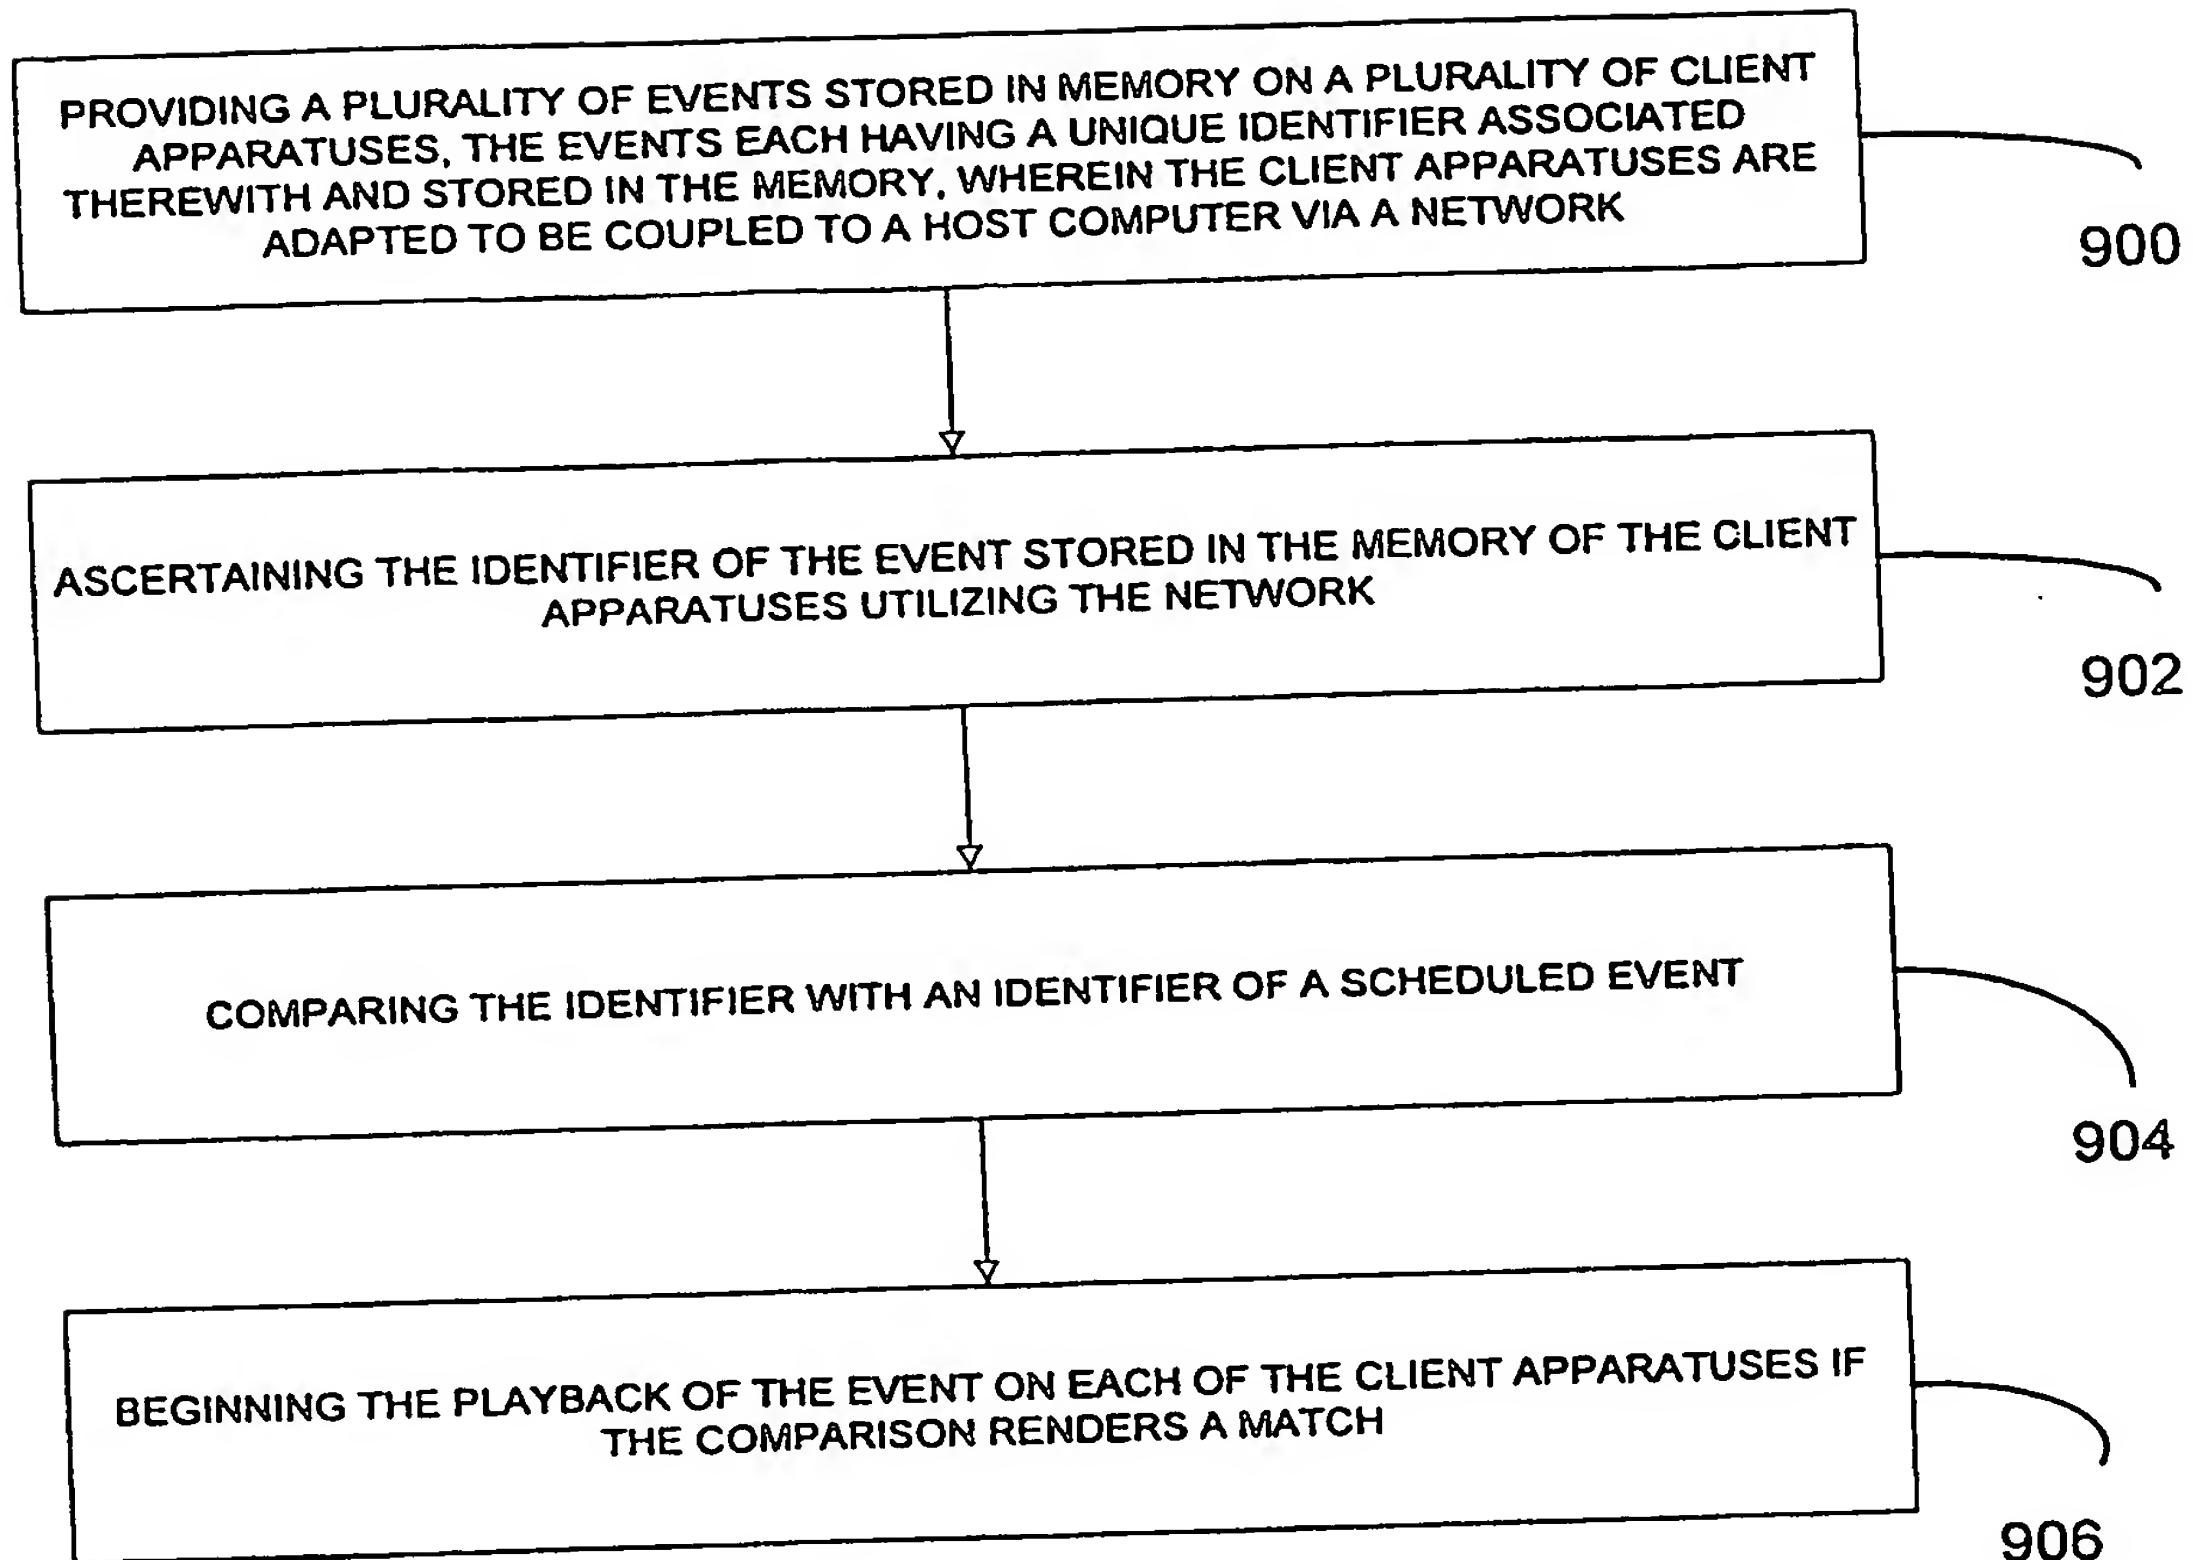 PROVIDING A PLURALITY OF EVENTS STORED IN MEMORY ON A PLURALITY OF CLIENT
APPARATUSES, THE EVENTS EACH HAVING A UNIQUE IDENTIFIER ASSOCIATED
THEREWITH AND STORED IN THE MEMORY, WHEREIN THE CLIENT APPARATUSES ARE
ADAPTED TO BE COUPLED TO A HOST COMPUTER VIA A NETWORK
900
ASCERTAINING THE IDENTIFIER OF THE EVENT STORED IN THE MEMORY OF THE CLIENT
APPARATUSES UTILIZING THE NETWORK
902
COMPARING THE IDENTIFIER WITH AN IDENTIFIER OF A SCHEDULED EVENT
904
BEGINNING THE PLAYBACK OF THE EVENT ON EACH OF THE CLIENT APPARATUSES IF
THE COMPARISON RENDERS A MATCH
906